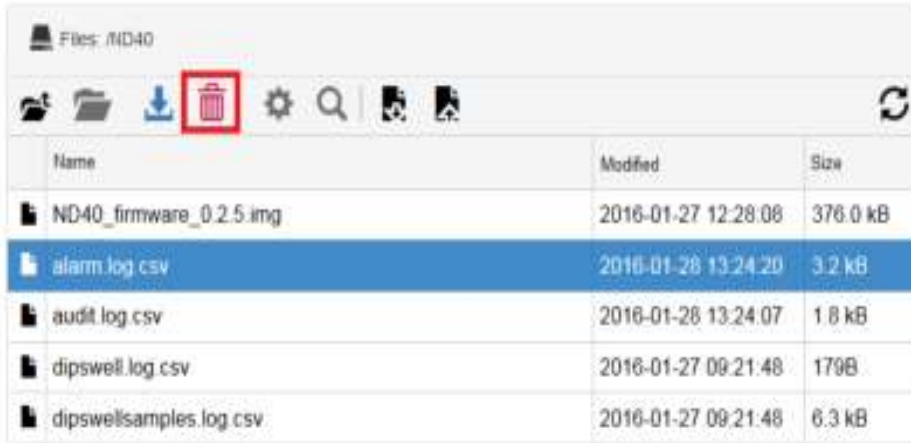 Files: /ND40
Name Modified Size
ND40_firmware_0.2.5.img 2016-01-27 12:28:08 376.0 kB
alarm.log.csv 2016-01-28 13:24:20 3.2 kB
audit.log.csv 2016-01-28 13:24:07 1.8 kB
dipswell.log.csv 2016-01-27 09:21:48 179B
dipswellsamples.log.csv 2016-01-27 09:21:48 6.3 kB